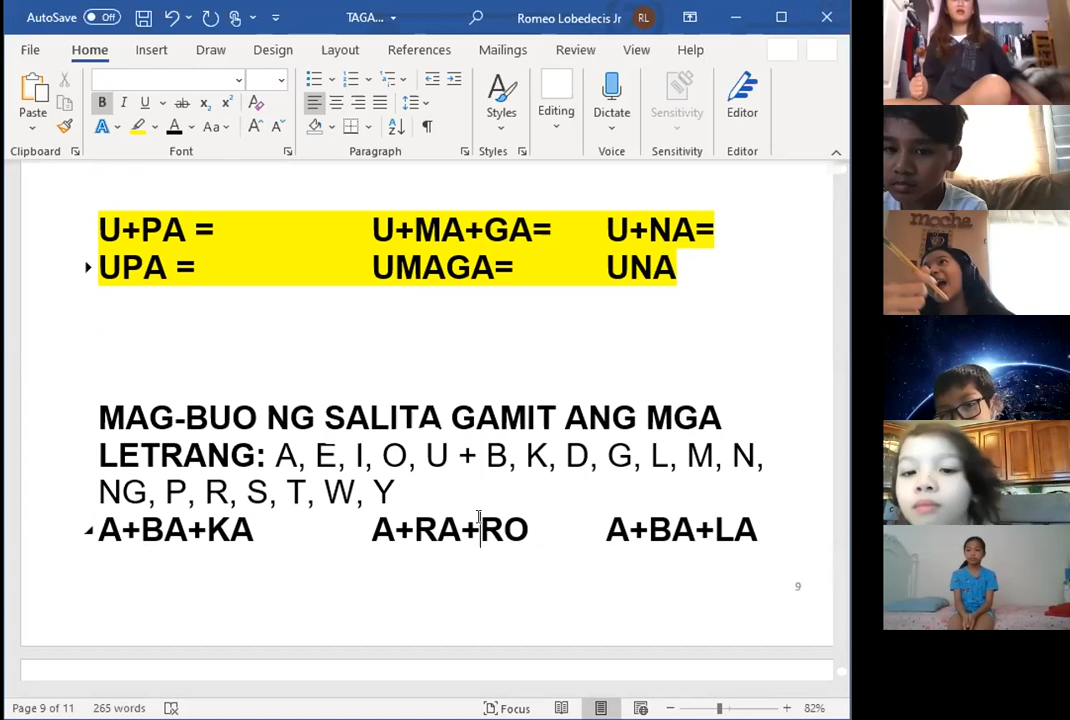 AutoSave Off TAGA... Romeo Lobedecis Jr RL
File Home Insert Draw Design Layout References Mailings Review View Help
Paste Styles Editing Dictate Sensitivity Editor
Clipboard Font Paragraph Styles Voice Sensitivity Editor
U+PA = U+MA+GA= U+NA=
UPA = UMAGA= UNA
MAG-BUO NG SALITA GAMIT ANG MGA
LETRANG: A, E, I, O, U + B, K, D, G, L, M, N,
NG, P, R, S, T, W, Y
A+BA+KA A+RA+RO A+BA+LA
9
Page 9 of 11 265 words Focus 82%
mocha